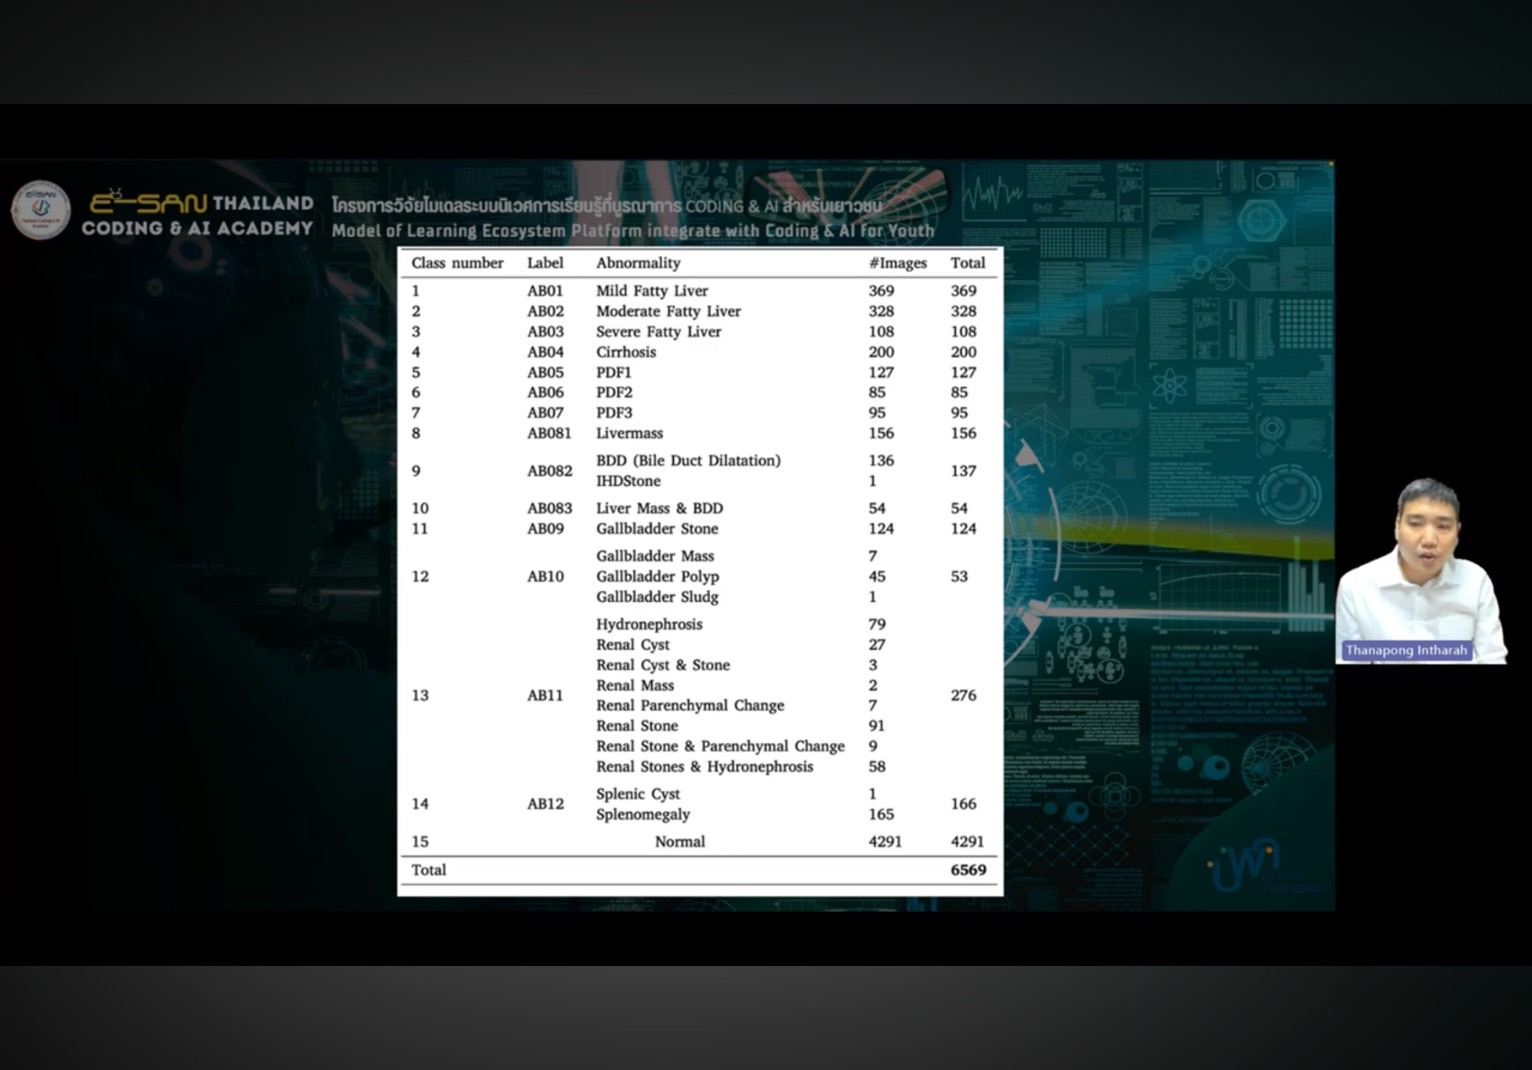 E-SAN THAILAND
CODING & AI ACADEMY
โครงการวิจัยโมเดลระบบนิเวศการเรียนรู้ที่บูรณาการ CODING & AI สำหรับเยาวชน
Model of Learning Ecosystem Platform integrate with Coding & AI for Youth
Class number Label Abnormality #Images Total
1 AB01 Mild Fatty Liver 369 369
2 AB02 Moderate Fatty Liver 328 328
3 AB03 Severe Fatty Liver 108 108
4 AB04 Cirrhosis 200 200
5 AB05 PDF1 127 127
6 AB06 PDF2 85 85
7 AB07 PDF3 95 95
8 AB081 Livermass 156 156
BDD (Bile Duct Dilatation) 136
9 AB082 137
IHDStone 1
10 AB083 Liver Mass & BDD 54 54
11 AB09 Gallbladder Stone 124 124
Gallbladder Mass 7
12 AB10 Gallbladder Polyp 45 53
Gallbladder Sludg 1
Hydronephrosis 79
Renal Cyst 27
Renal Cyst & Stone 3
Renal Mass 2
13 AB11 276
Renal Parenchymal Change 7
Renal Stone 91
Renal Stone & Parenchymal Change 9
Renal Stones & Hydronephrosis 58
Splenic Cyst 1
14 AB12 166
Splenomegaly 165
15 Normal 4291 4291
Total 6569
Thanapong Intharah